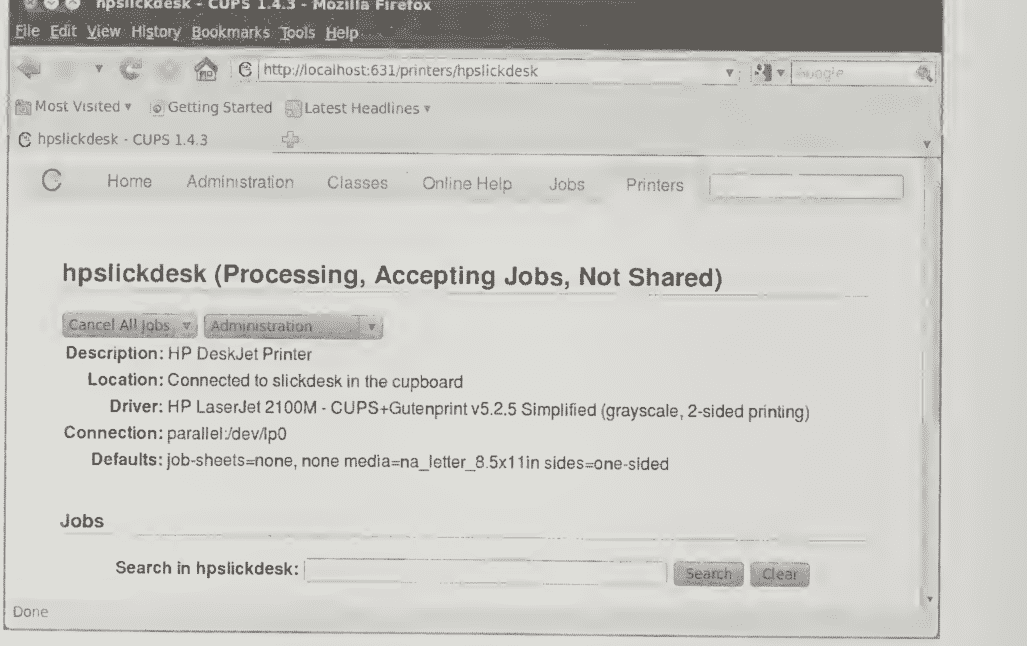 hpslickdesk - CUPS 1.4.3 - Mozilla Firefox
File Edit View History Bookmarks Tools Help
http://localhost:631/printers/hpslickdesk Google
Most Visited Getting Started Latest Headlines
hpslickdesk - CUPS 1.4.3
Home Administration Classes Online Help Jobs Printers
hpslickdesk (Processing, Accepting Jobs, Not Shared)
Cancel All Jobs Administration
Description: HP DeskJet Printer
Location: Connected to slickdesk in the cupboard
Driver: HP LaserJet 2100M - CUPS+Gutenprint v5.2.5 Simplified (grayscale, 2-sided printing)
Connection: parallel:/dev/lp0
Defaults: job-sheets=none, none media=na_letter_8.5x11in sides=one-sided
Jobs
Search in hpslickdesk: Search Clear
Done